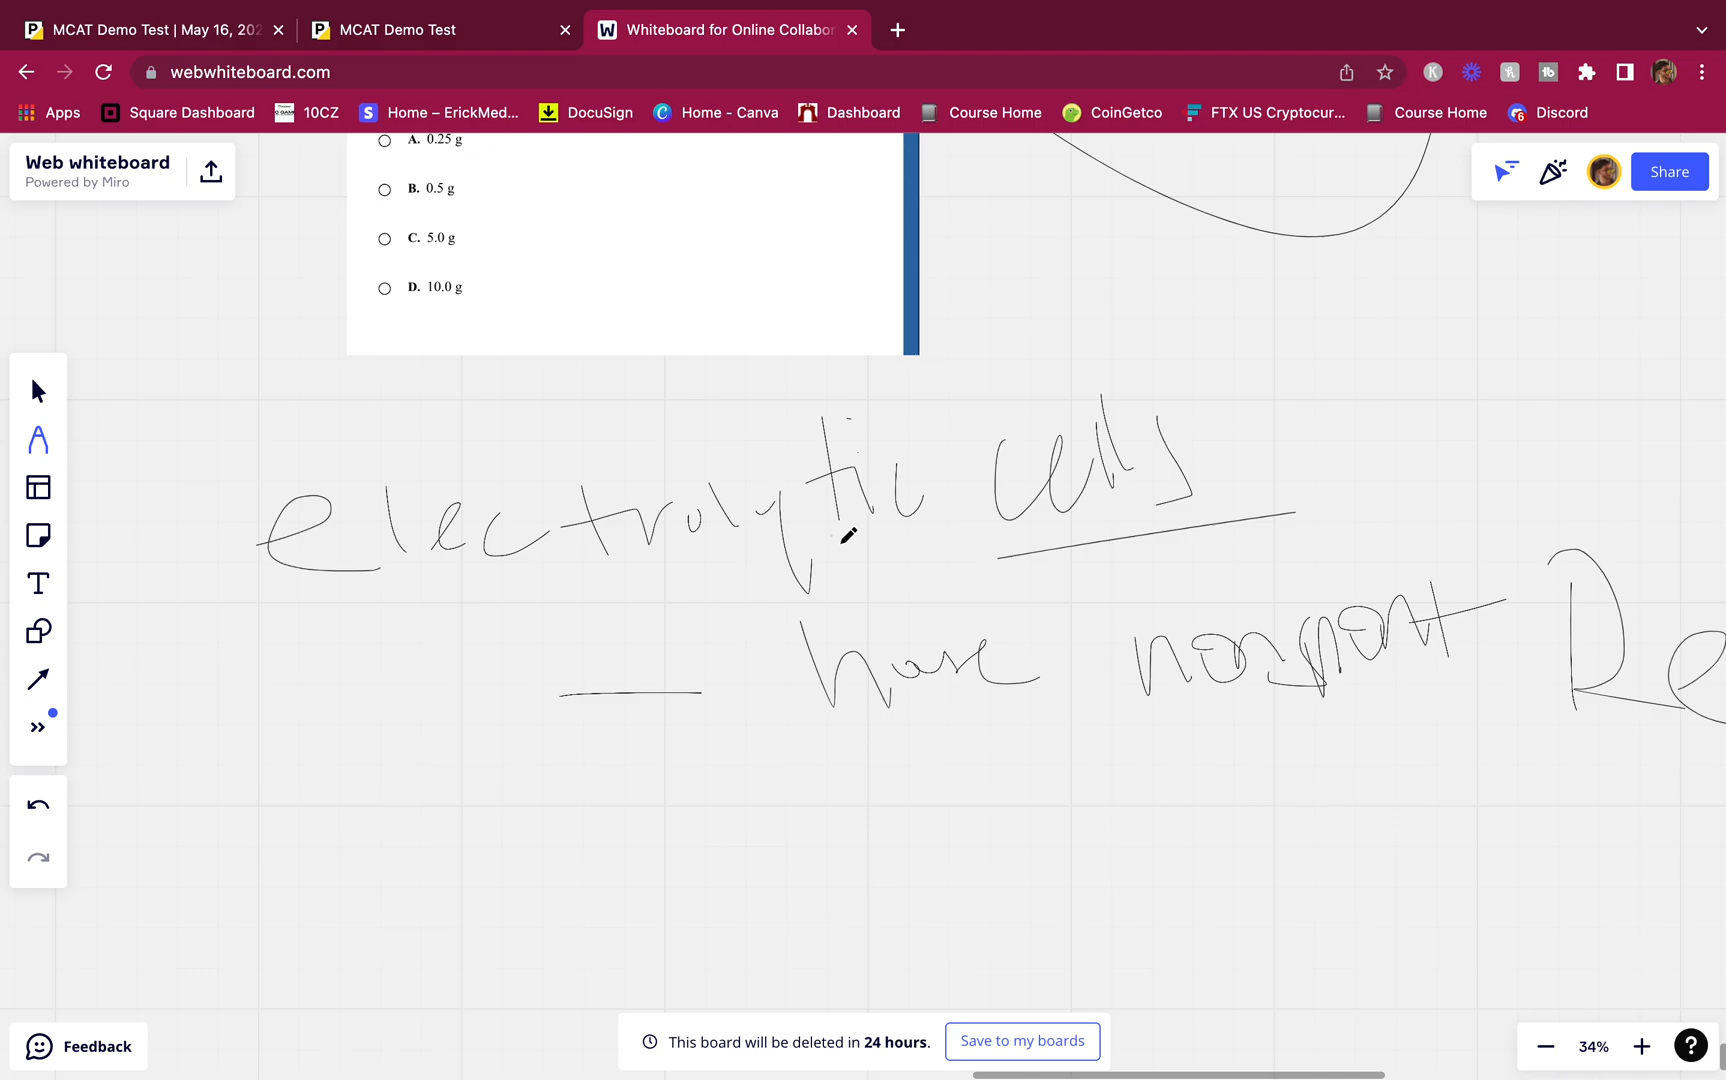 MCAT Demo Test | May 16, 202
MCAT Demo Test
Whiteboard for Online Collabor
webwhiteboard.com
Apps
Square Dashboard
10CZ
Home – ErickMed...
DocuSign
Home - Canva
Dashboard
Course Home
CoinGetco
FTX US Cryptocur...
Course Home
Discord
Web whiteboard
Powered by Miro
Share
A. 0.25 g
B. 0.5 g
C. 5.0 g
D. 10.0 g
electrolytic cells
— have nonspont Re
Feedback
This board will be deleted in 24 hours.
Save to my boards
34%